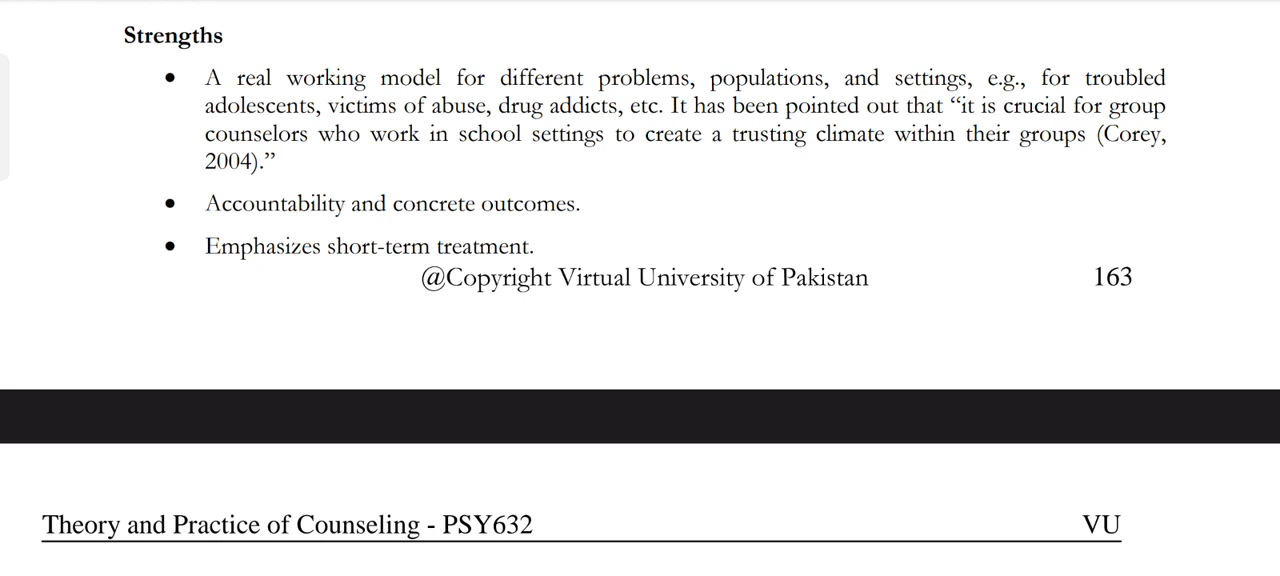 Strengths
• A real working model for different problems, populations, and settings, e.g., for troubled
adolescents, victims of abuse, drug addicts, etc. It has been pointed out that “it is crucial for group
counselors who work in school settings to create a trusting climate within their groups (Corey,
2004).”
• Accountability and concrete outcomes.
• Emphasizes short-term treatment.
@Copyright Virtual University of Pakistan 163
Theory and Practice of Counseling - PSY632 VU